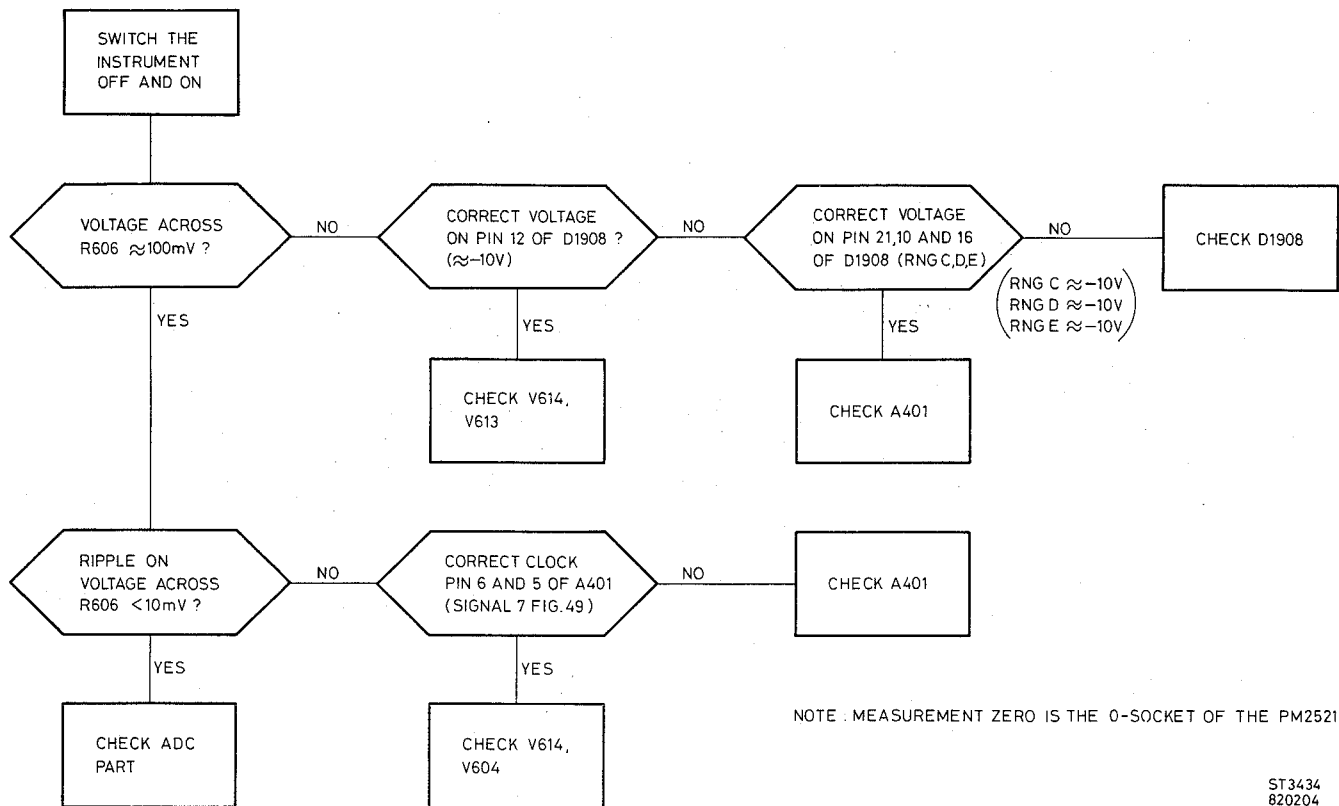 SWITCH THE
INSTRUMENT
OFF AND ON
VOLTAGE ACROSS
R606 ≈100mV ?
NO
CORRECT VOLTAGE
ON PIN 12 OF D1908 ?
(≈-10V)
NO
CORRECT VOLTAGE
ON PIN 21,10 AND 16
OF D1908 (RNG C,D,E)
NO
(RNG C ≈-10V
RNG D ≈-10V
RNG E ≈-10V)
CHECK D1908
YES
YES
YES
CHECK V614,
V613
CHECK A401
RIPPLE ON
VOLTAGE ACROSS
R606 <10mV ?
NO
CORRECT CLOCK
PIN 6 AND 5 OF A401
(SIGNAL 7 FIG. 49)
NO
CHECK A401
YES
YES
CHECK ADC
PART
CHECK V614,
V604
NOTE : MEASUREMENT ZERO IS THE 0-SOCKET OF THE PM2521
ST3434
820204